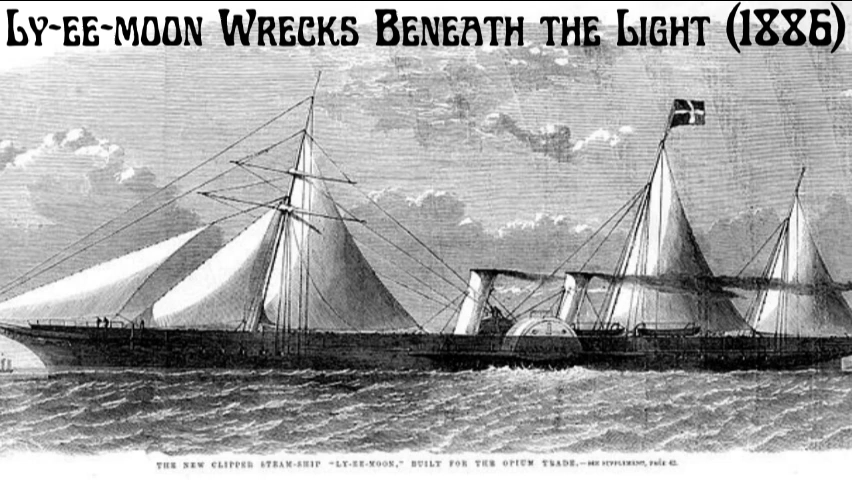 Ly-ee-moon Wrecks Beneath the Light (1886)
THE NEW CLIPPER STEAM-SHIP "LY-EE-MOON," BUILT FOR THE OPIUM TRADE.—SEE SUPPLEMENT, PAGE 42.